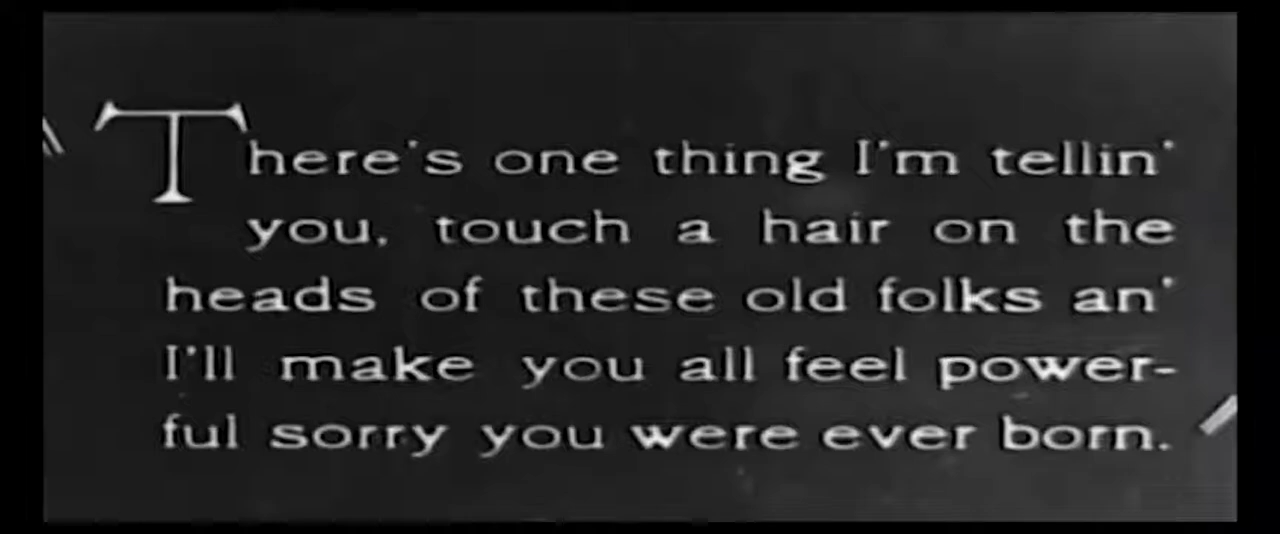 There's one thing I'm tellin'
you, touch a hair on the
heads of these old folks an'
I'll make you all feel power-
ful sorry you were ever born.